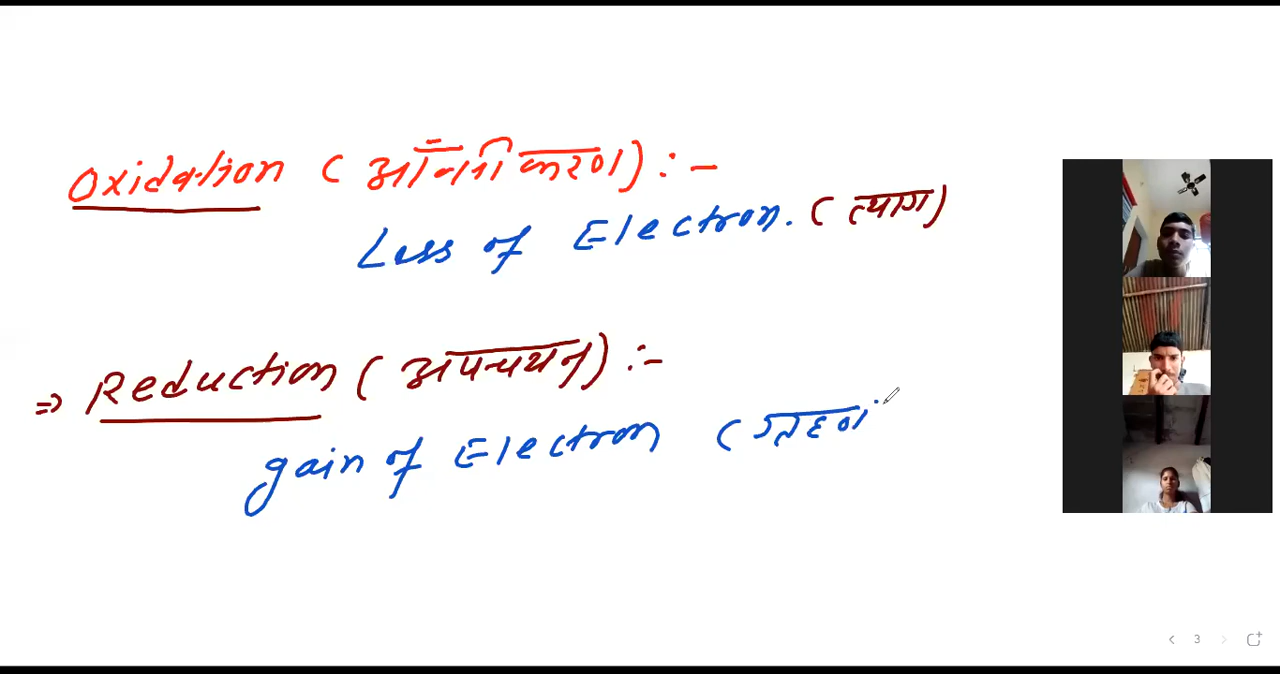 Oxidation (ऑक्सीकरण) :-
Loss of Electron. (त्याग)
⇒ Reduction (अपचयन) :-
gain of Electron (ग्रहण
3